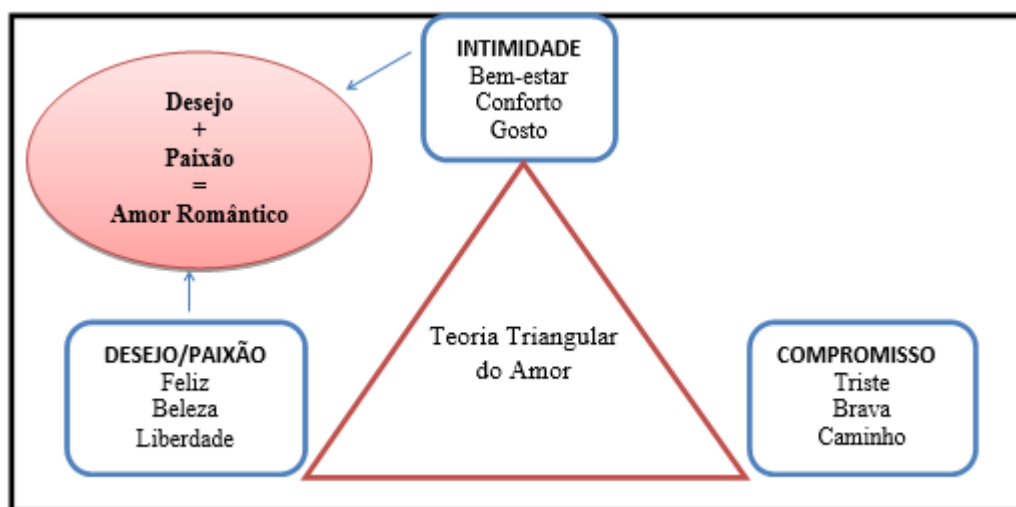 INTIMIDADE
Bem-estar
Conforto
Gosto
Desejo
+
Paixão
=
Amor Romântico
DESEJO/PAIXÃO
Feliz
Beleza
Liberdade
Teoria Triangular
do Amor
COMPROMISSO
Triste
Brava
Caminho